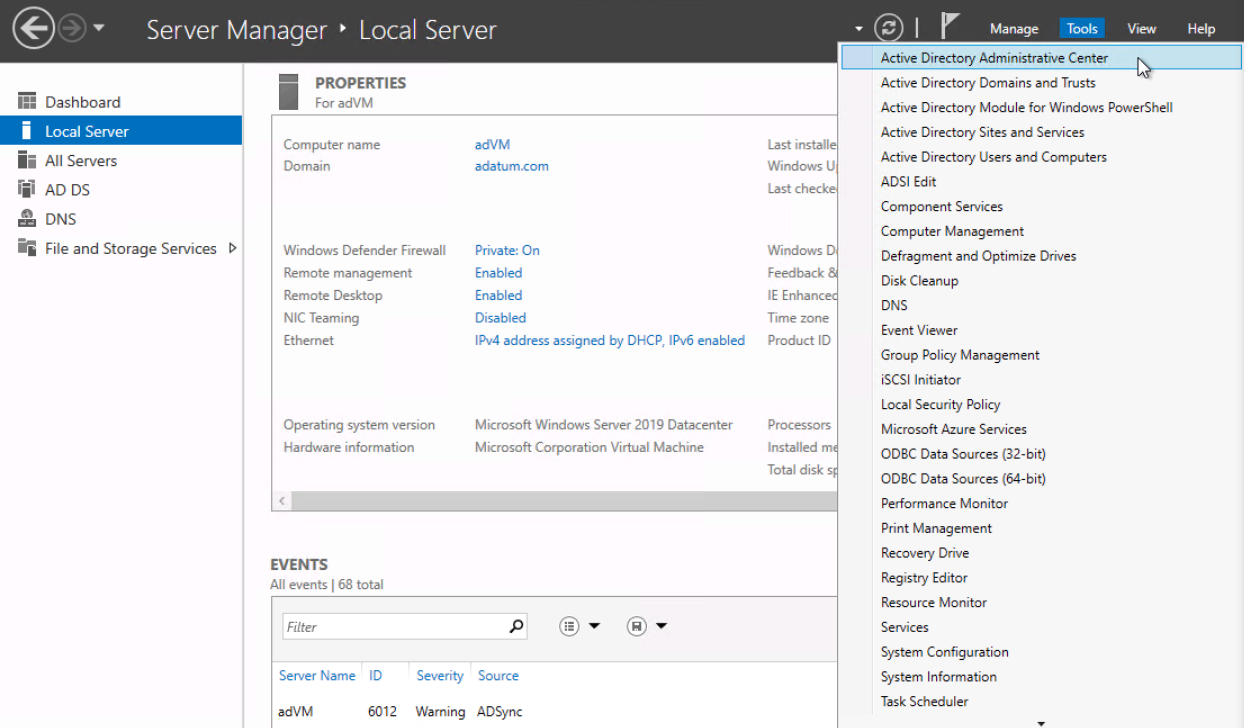 Server Manager ‣ Local Server
Manage Tools View Help
Dashboard
Local Server
All Servers
AD DS
DNS
File and Storage Services
PROPERTIES
For adVM
Computer name adVM
Domain adatum.com
Windows Defender Firewall Private: On
Remote management Enabled
Remote Desktop Enabled
NIC Teaming Disabled
Ethernet IPv4 address assigned by DHCP, IPv6 enabled
Operating system version Microsoft Windows Server 2019 Datacenter
Hardware information Microsoft Corporation Virtual Machine
Last installe
Windows Up
Last checke
Windows De
Feedback &
IE Enhanced
Time zone
Product ID
Processors
Installed me
Total disk sp
EVENTS
All events | 68 total
Filter
Server Name ID Severity Source
adVM 6012 Warning ADSync
Active Directory Administrative Center
Active Directory Domains and Trusts
Active Directory Module for Windows PowerShell
Active Directory Sites and Services
Active Directory Users and Computers
ADSI Edit
Component Services
Computer Management
Defragment and Optimize Drives
Disk Cleanup
DNS
Event Viewer
Group Policy Management
iSCSI Initiator
Local Security Policy
Microsoft Azure Services
ODBC Data Sources (32-bit)
ODBC Data Sources (64-bit)
Performance Monitor
Print Management
Recovery Drive
Registry Editor
Resource Monitor
Services
System Configuration
System Information
Task Scheduler